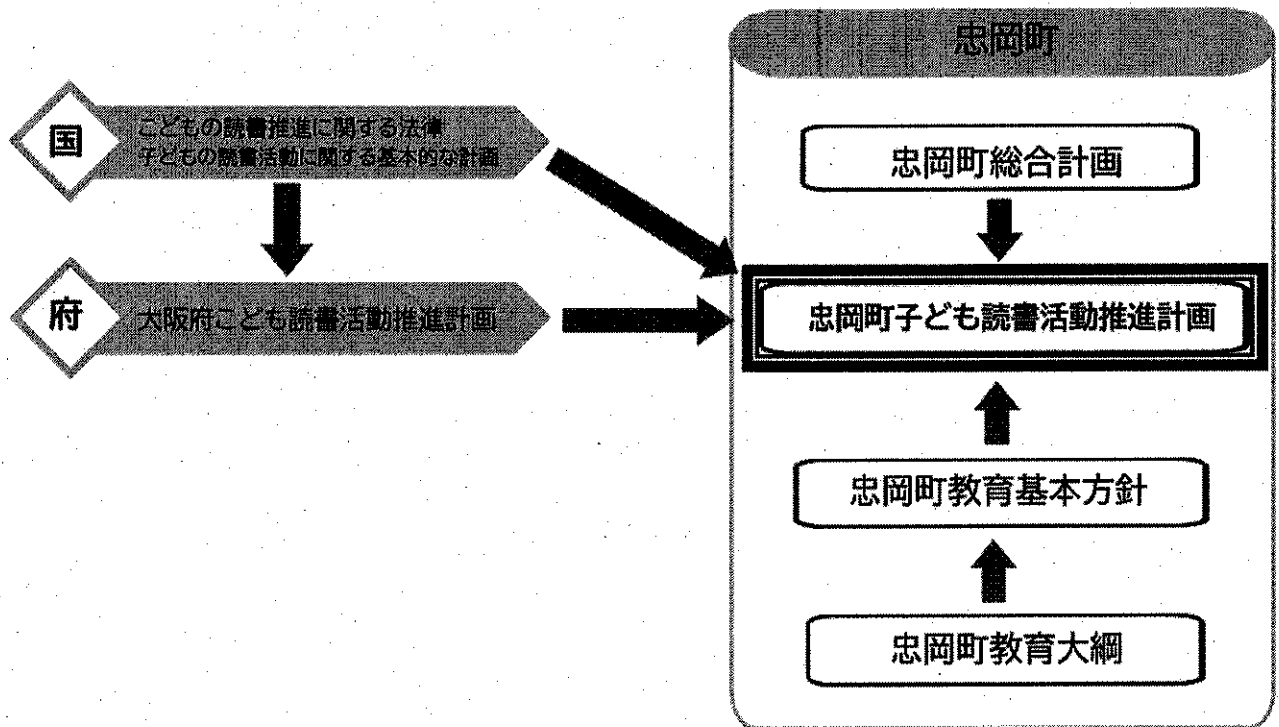 国
こどもの読書推進に関する法律
子どもの読書活動に関する基本的な計画
府
大阪府こども読書活動推進計画
忠岡町
忠岡町総合計画
忠岡町子ども読書活動推進計画
忠岡町教育基本方針
忠岡町教育大綱